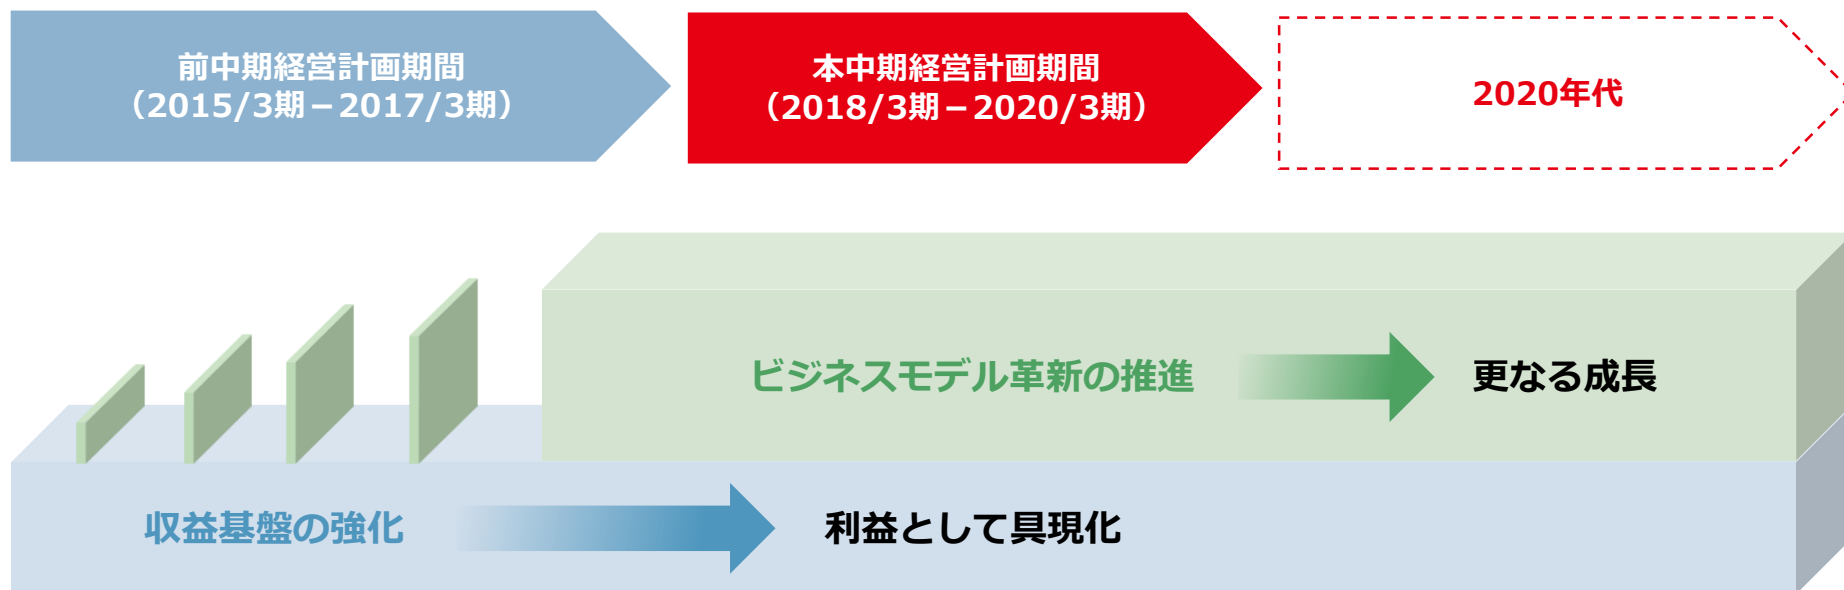 前中期経営計画期間
（2015/3期－2017/3期）
本中期経営計画期間
（2018/3期－2020/3期）
2020年代
ビジネスモデル革新の推進
更なる成長
収益基盤の強化
利益として具現化